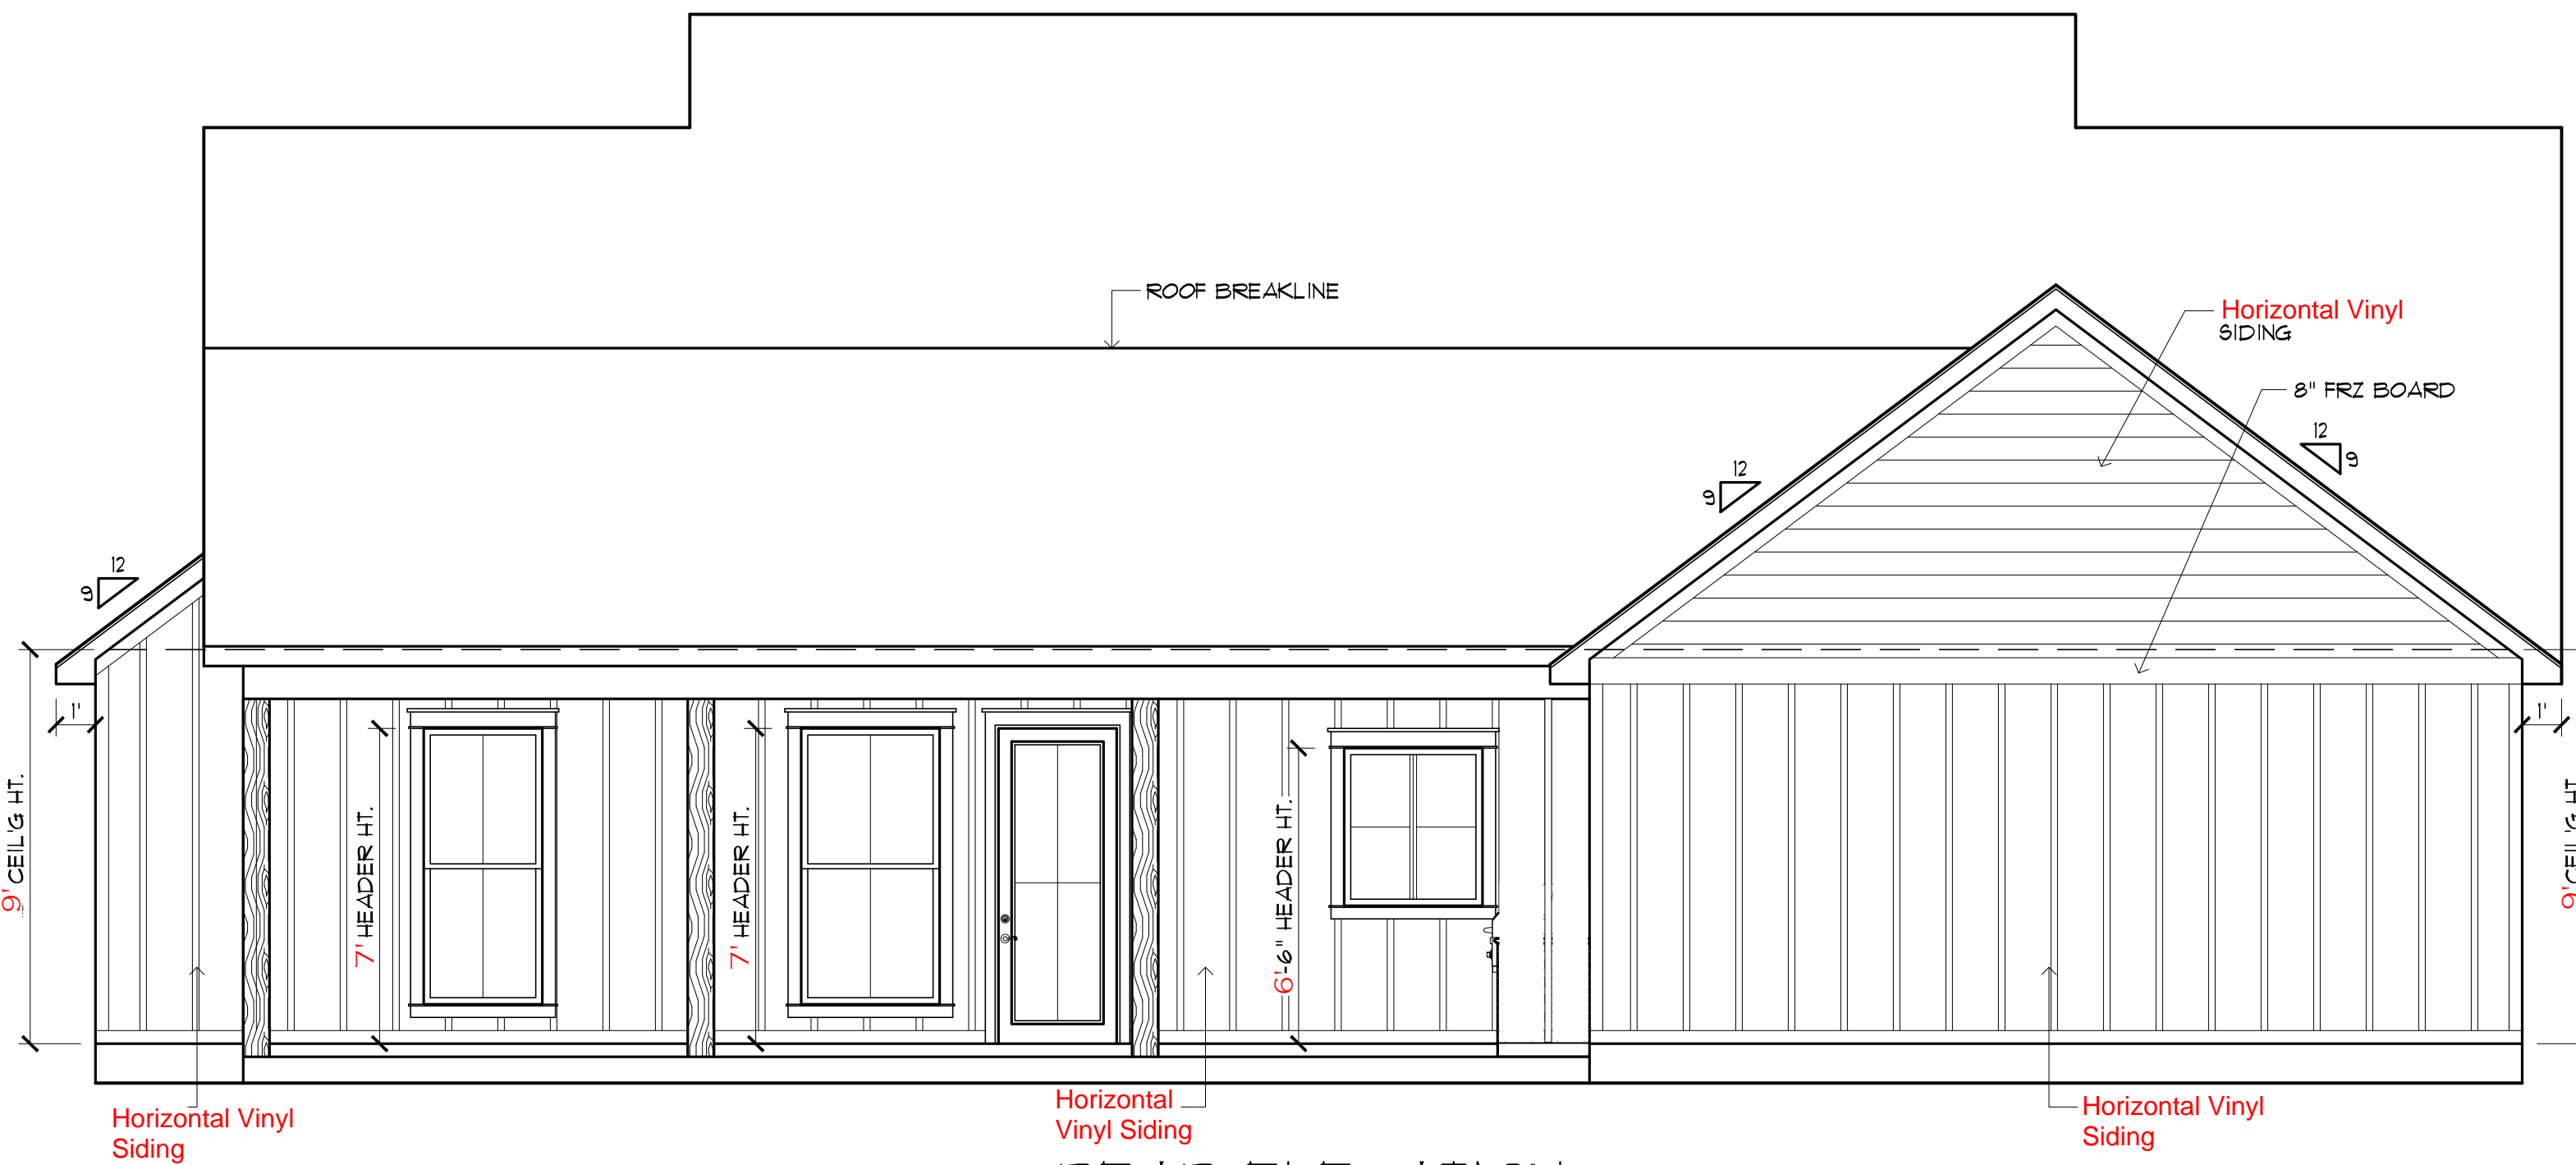 ROOF BREAKLINE
Horizontal Vinyl
SIDING
8" FRZ BOARD
12
9
12
9
12
9
1'
1'
9' CEIL'G HT.
7' HEADER HT.
7' HEADER HT.
6'-6" HEADER HT.
9' CEIL'G HT.
Horizontal Vinyl
Siding
Horizontal
Vinyl Siding
Horizontal Vinyl
Siding